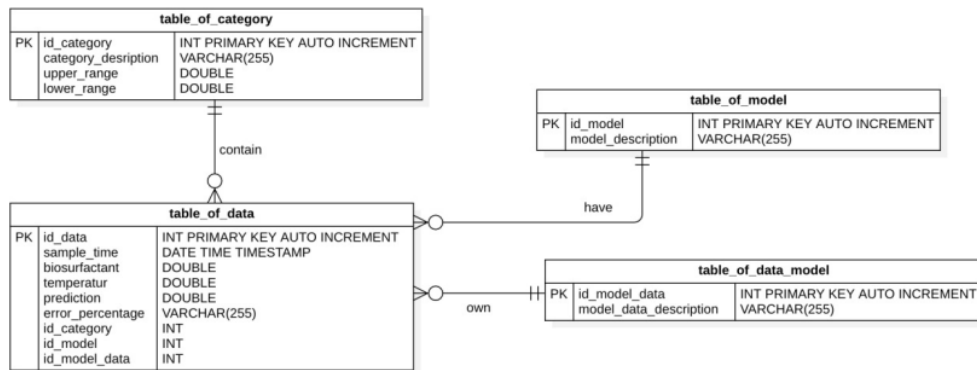 table_of_category
PK id_category INT PRIMARY KEY AUTO INCREMENT
category_desription VARCHAR(255)
upper_range DOUBLE
lower_range DOUBLE
contain
table_of_model
PK id_model INT PRIMARY KEY AUTO INCREMENT
model_description VARCHAR(255)
have
table_of_data
PK id_data INT PRIMARY KEY AUTO INCREMENT
sample_time DATE TIME TIMESTAMP
biosurfactant DOUBLE
temperatur DOUBLE
prediction DOUBLE
error_percentage VARCHAR(255)
id_category INT
id_model INT
id_model_data INT
own
table_of_data_model
PK id_model_data INT PRIMARY KEY AUTO INCREMENT
model_data_description VARCHAR(255)